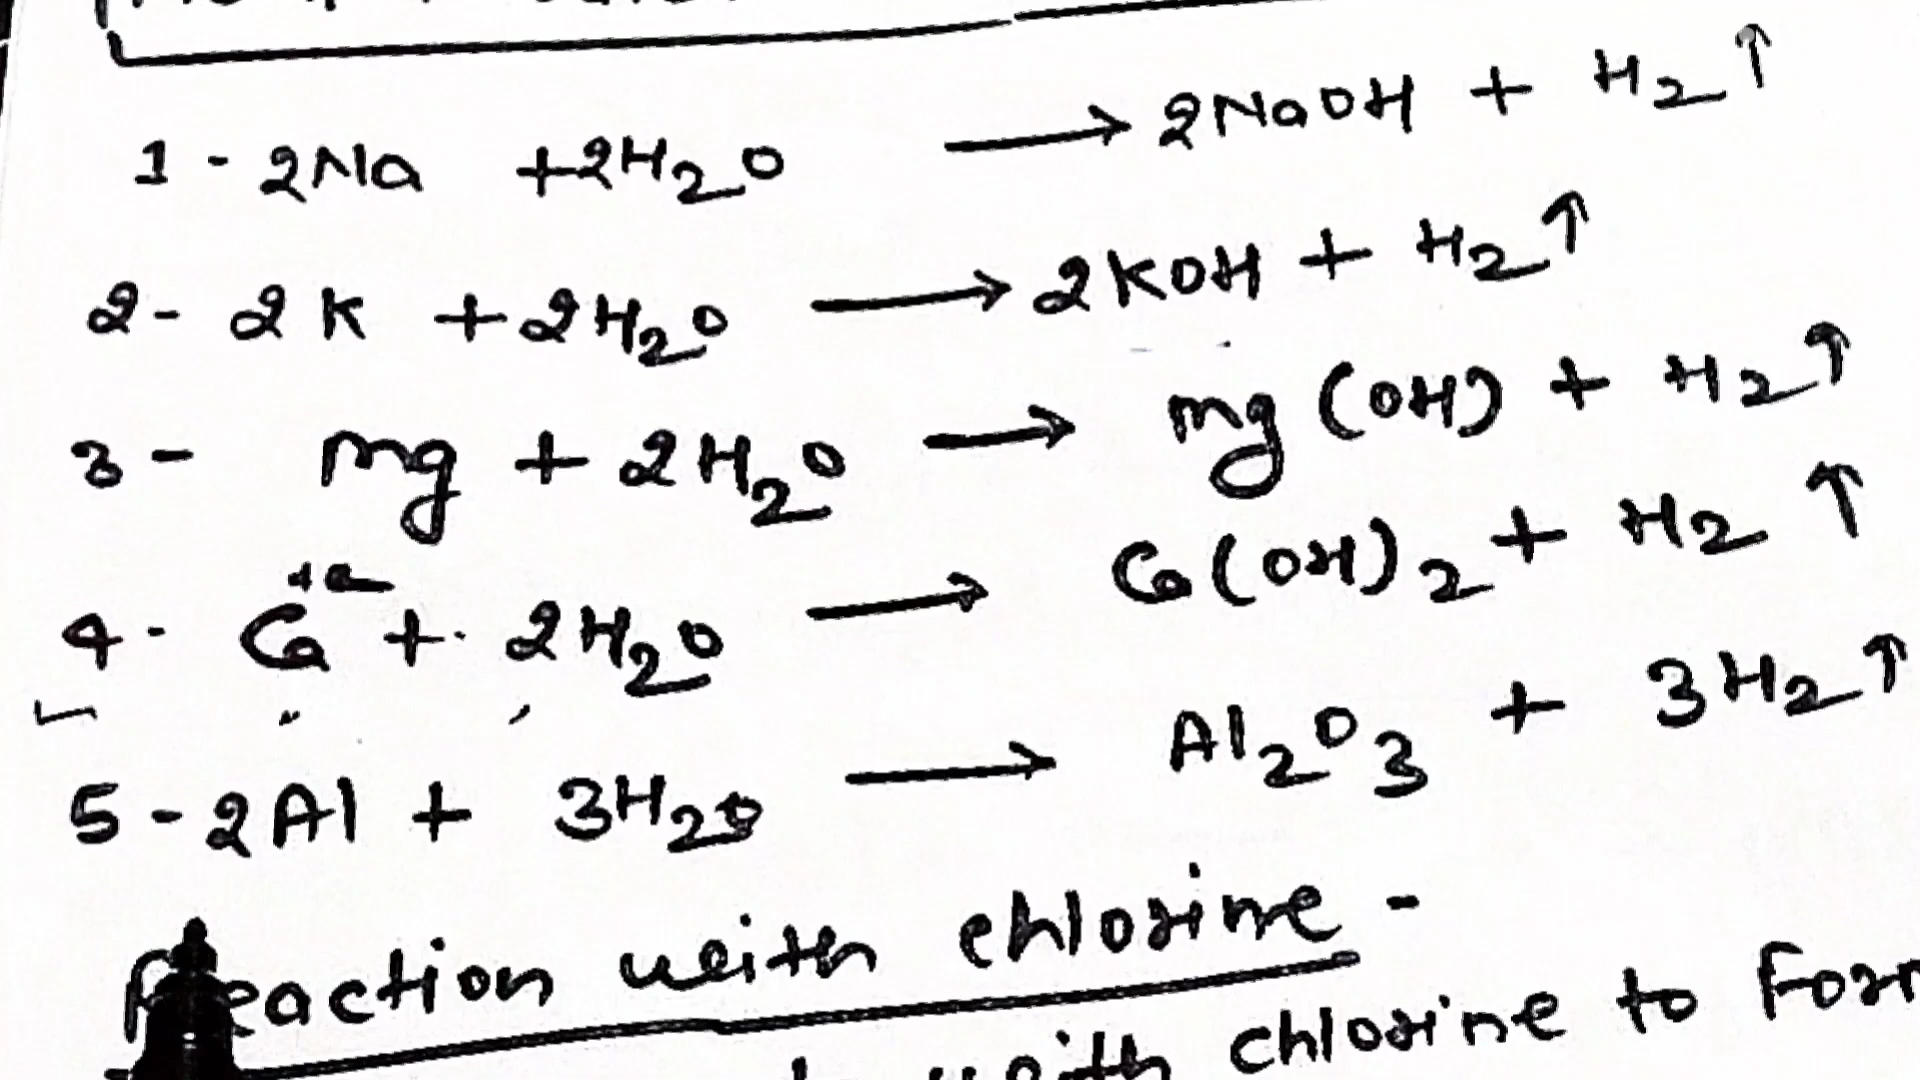 1 - 2Na + 2H2O → 2NaOH + H2↑
2 - 2K + 2H2O → 2KOH + H2↑
3 - mg + 2H2O → mg(OH) + H2↑
4 - Ca + 2H2O → Ca(OH)2 + H2↑
5 - 2Al + 3H2O → Al2O3 + 3H2↑
Reaction with chlorine -
with chlorine to form